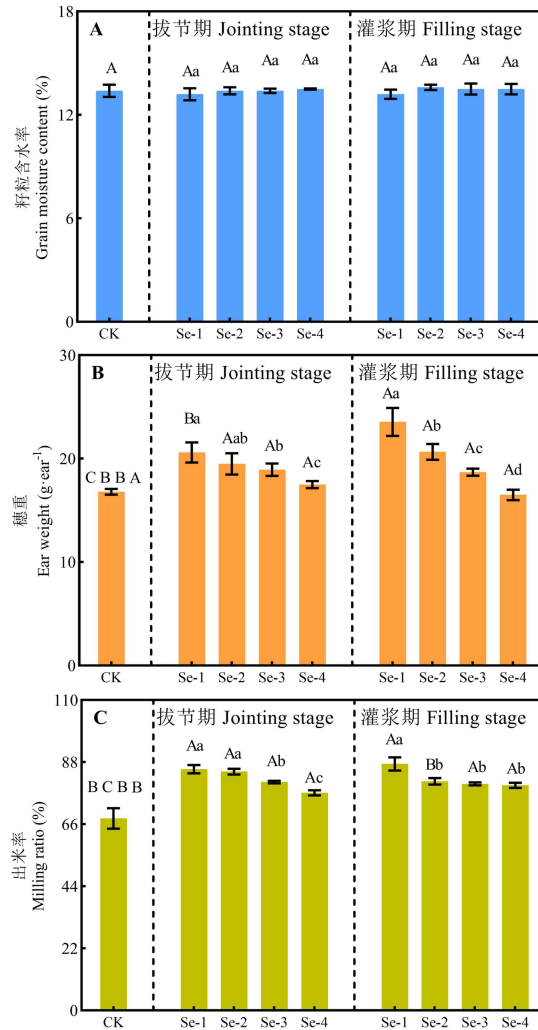 A
拔节期 Jointing stage
灌浆期 Filling stage
籽粒含水率
Grain moisture content (%)
18
12
6
0
A
Aa
Aa
Aa
Aa
Aa
Aa
Aa
Aa
CK
Se-1
Se-2
Se-3
Se-4
Se-1
Se-2
Se-3
Se-4
B
拔节期 Jointing stage
灌浆期 Filling stage
穗重
Ear weight (g·ear⁻¹)
30
20
10
0
C B B A
Ba
Aab
Ab
Ac
Aa
Ab
Ac
Ad
CK
Se-1
Se-2
Se-3
Se-4
Se-1
Se-2
Se-3
Se-4
C
拔节期 Jointing stage
灌浆期 Filling stage
出米率
Milling ratio (%)
110
88
66
44
22
0
B C B B
Aa
Aa
Ab
Ac
Aa
Bb
Ab
Ab
CK
Se-1
Se-2
Se-3
Se-4
Se-1
Se-2
Se-3
Se-4